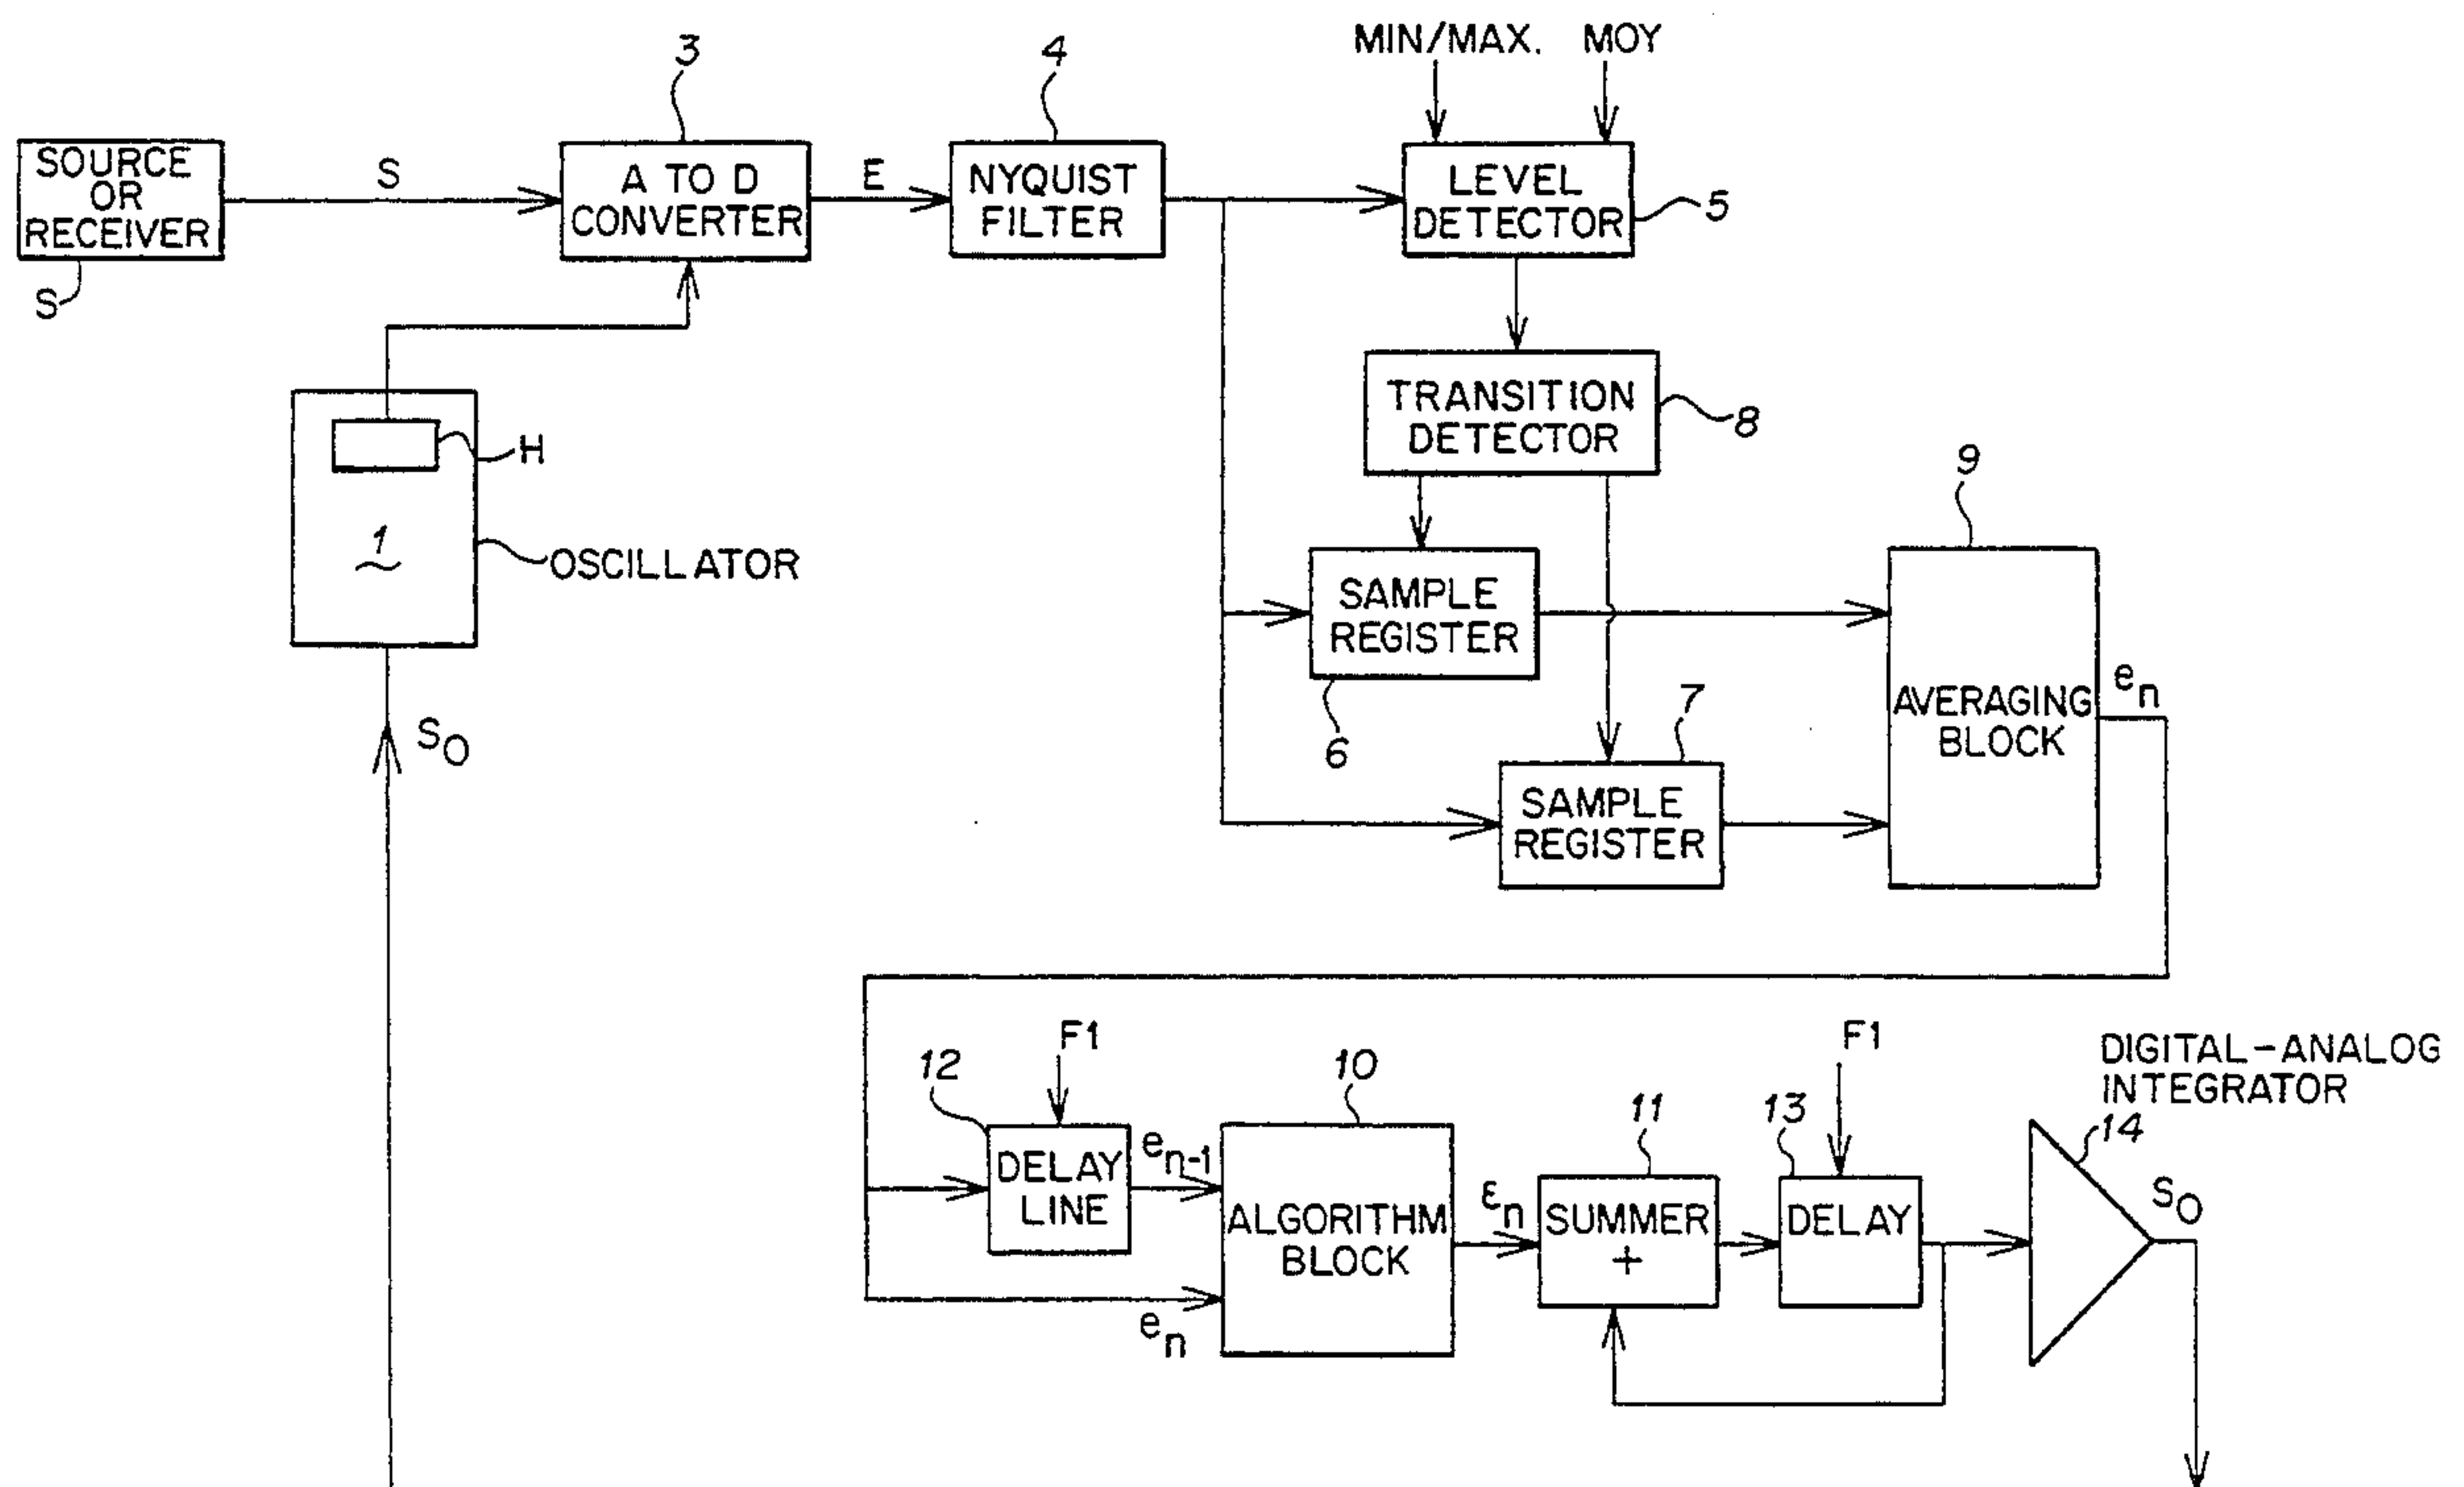 MIN/MAX. MOY
3
4
SOURCE
OR
RECEIVER
S
S
A TO D
CONVERTER
E
NYQUIST
FILTER
LEVEL
DETECTOR
5
TRANSITION
DETECTOR
8
H
1
OSCILLATOR
9
SAMPLE
REGISTER
6
7
SAMPLE
REGISTER
AVERAGING
BLOCK
en
S0
F1
12
DELAY
LINE
en-1
10
ALGORITHM
BLOCK
en
εn
11
SUMMER
+
F1
13
DELAY
DIGITAL-ANALOG
INTEGRATOR
14
S0